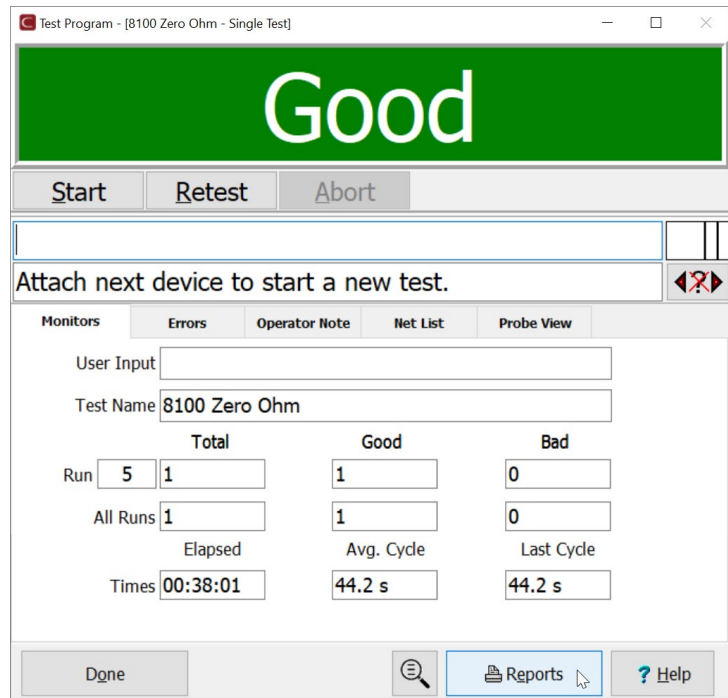 Test Program - [8100 Zero Ohm - Single Test]
Good
Start Retest Abort
Attach next device to start a new test.
Monitors Errors Operator Note Net List Probe View
User Input
Test Name 8100 Zero Ohm
Total Good Bad
Run 5 1 1 0
All Runs 1 1 0
Elapsed Avg. Cycle Last Cycle
Times 00:38:01 44.2 s 44.2 s
Done Reports ? Help